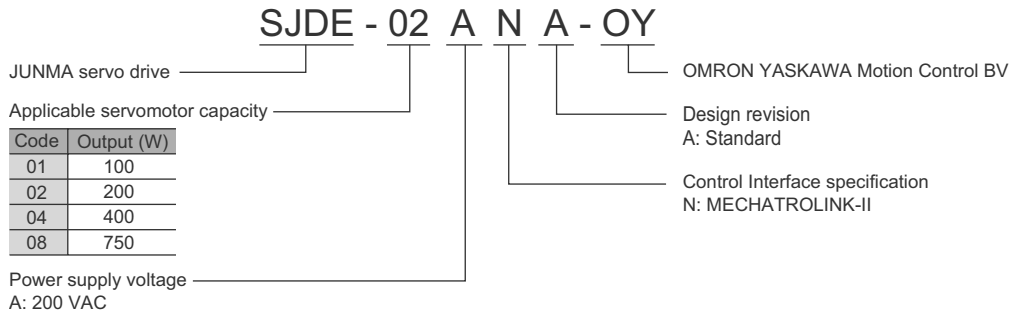 SJDE - 02 A N A - OY
JUNMA servo drive
OMRON YASKAWA Motion Control BV
Applicable servomotor capacity
Code Output (W)
01 100
02 200
04 400
08 750
Design revision
A: Standard
Control Interface specification
N: MECHATROLINK-II
Power supply voltage
A: 200 VAC